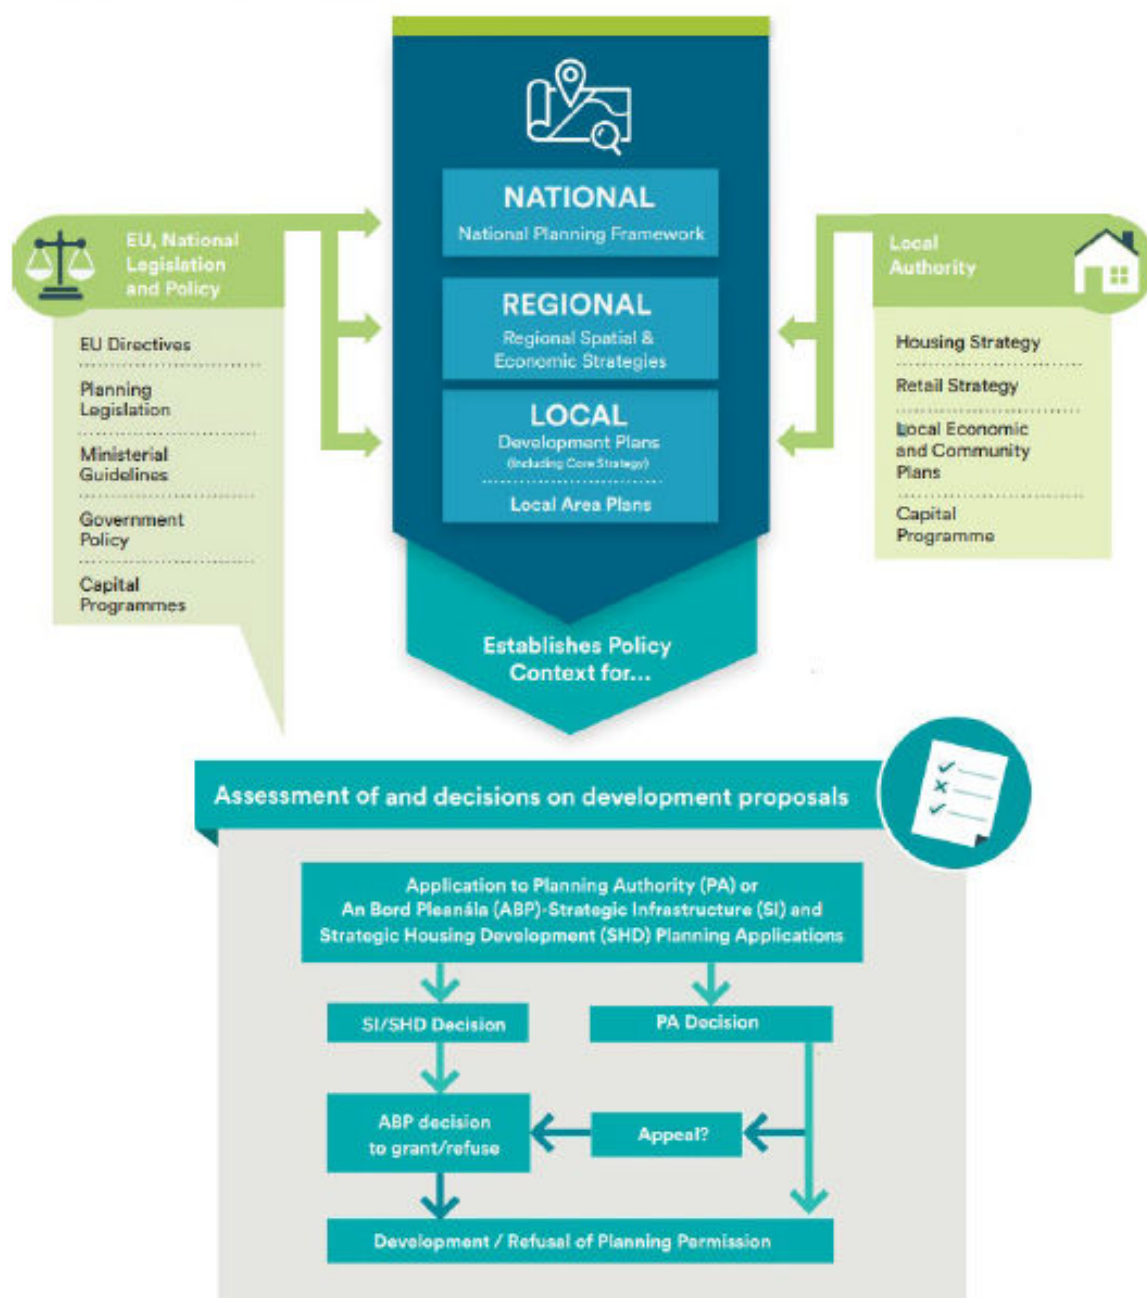 NATIONAL
National Planning Framework
REGIONAL
Regional Spatial &
Economic Strategies
LOCAL
Development Plans
(Including Core Strategy)
Local Area Plans
EU, National
Legislation
and Policy
EU Directives
Planning
Legislation
Ministerial
Guidelines
Government
Policy
Capital
Programmes
Local
Authority
Housing Strategy
Retail Strategy
Local Economic
and Community
Plans
Capital
Programme
Establishes Policy
Context for...
Assessment of and decisions on development proposals
Application to Planning Authority (PA) or
An Bord Pleanála (ABP)-Strategic Infrastructure (SI) and
Strategic Housing Development (SHD) Planning Applications
SI/SHD Decision
PA Decision
ABP decision
to grant/refuse
Appeal?
Development / Refusal of Planning Permission